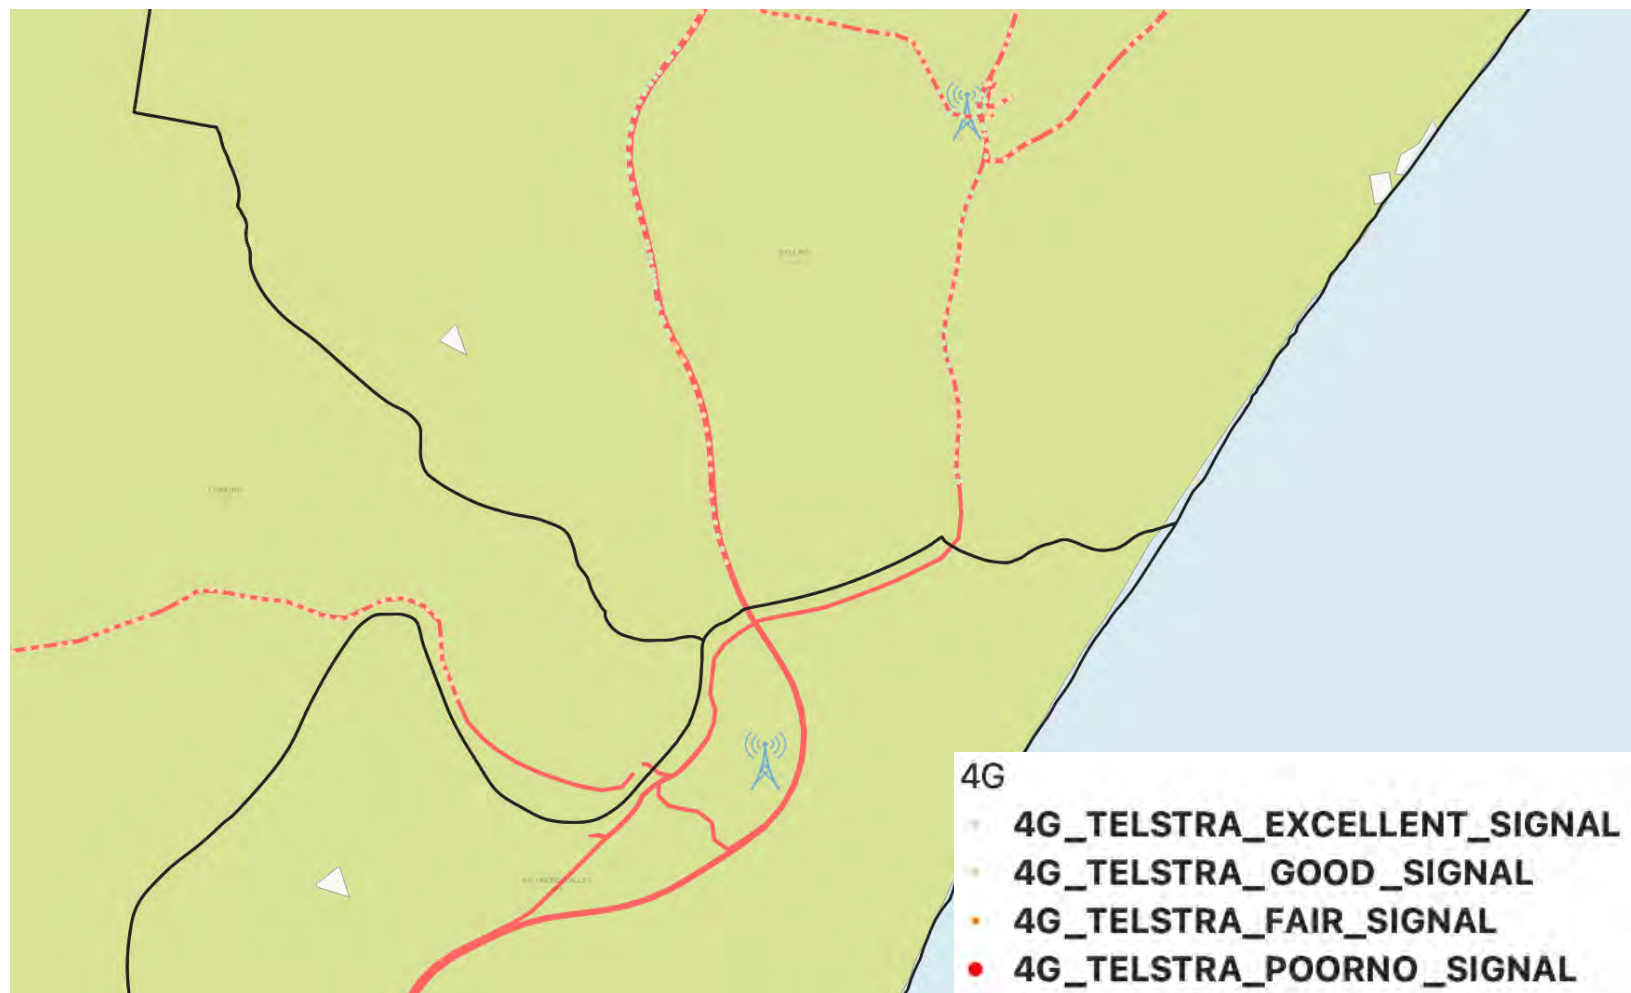 4G
4G_TELSTRA_EXCELLENT_SIGNAL
4G_TELSTRA_GOOD_SIGNAL
4G_TELSTRA_FAIR_SIGNAL
4G_TELSTRA_POORNO_SIGNAL